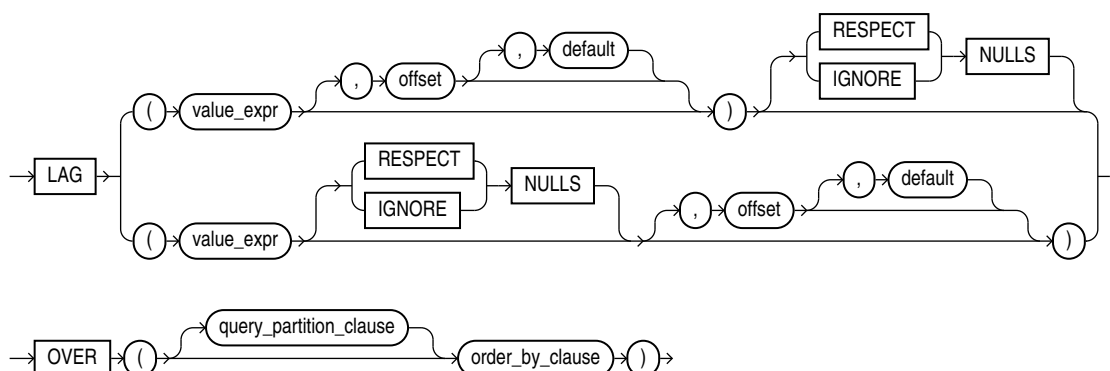 RESPECT
, default
, offset NULLS
IGNORE
( value_expr )
RESPECT
LAG NULLS , default
IGNORE , offset
( value_expr )
query_partition_clause
OVER ( order_by_clause )